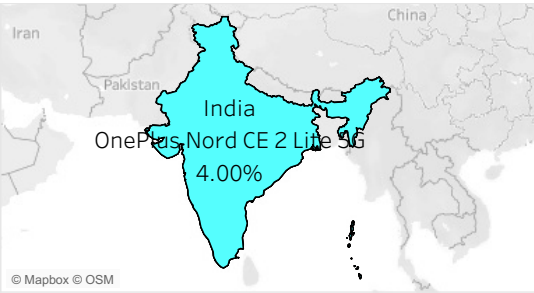 Iran
China
Pakistan
India
OnePlus Nord CE 2 Lite 5G
4.00%
© Mapbox © OSM